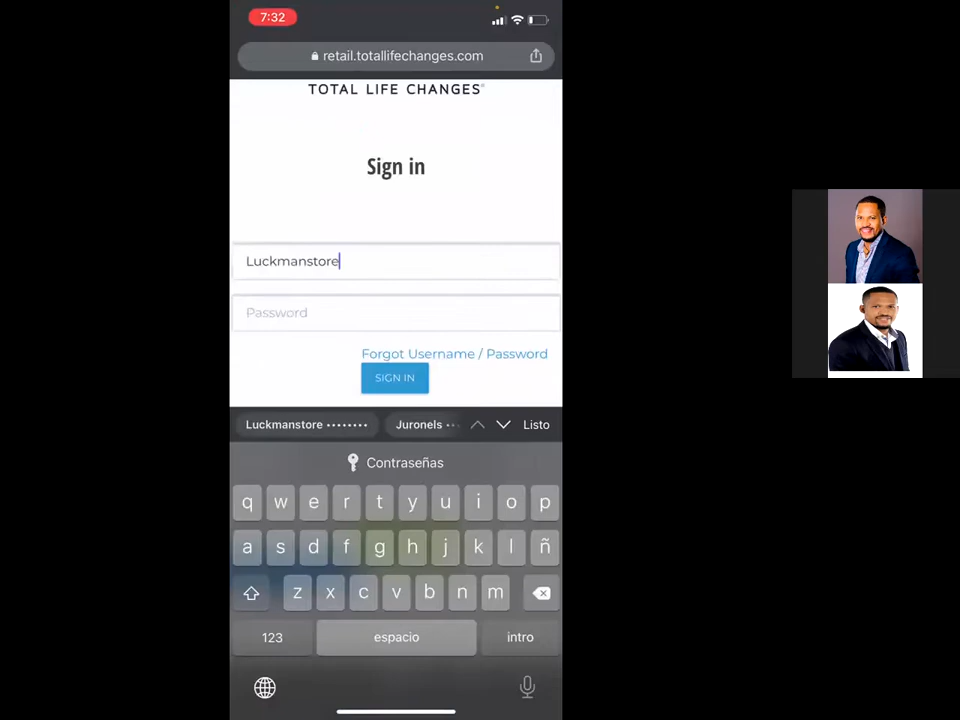 7:32
retail.totallifechanges.com
TOTAL LIFE CHANGES®
Sign in
Luckmanstore
Password
Forgot Username / Password
SIGN IN
Luckmanstore •••••••• Juronels •• Listo
Contraseñas
q w e r t y u i o p
a s d f g h j k l ñ
z x c v b n m
123 espacio intro